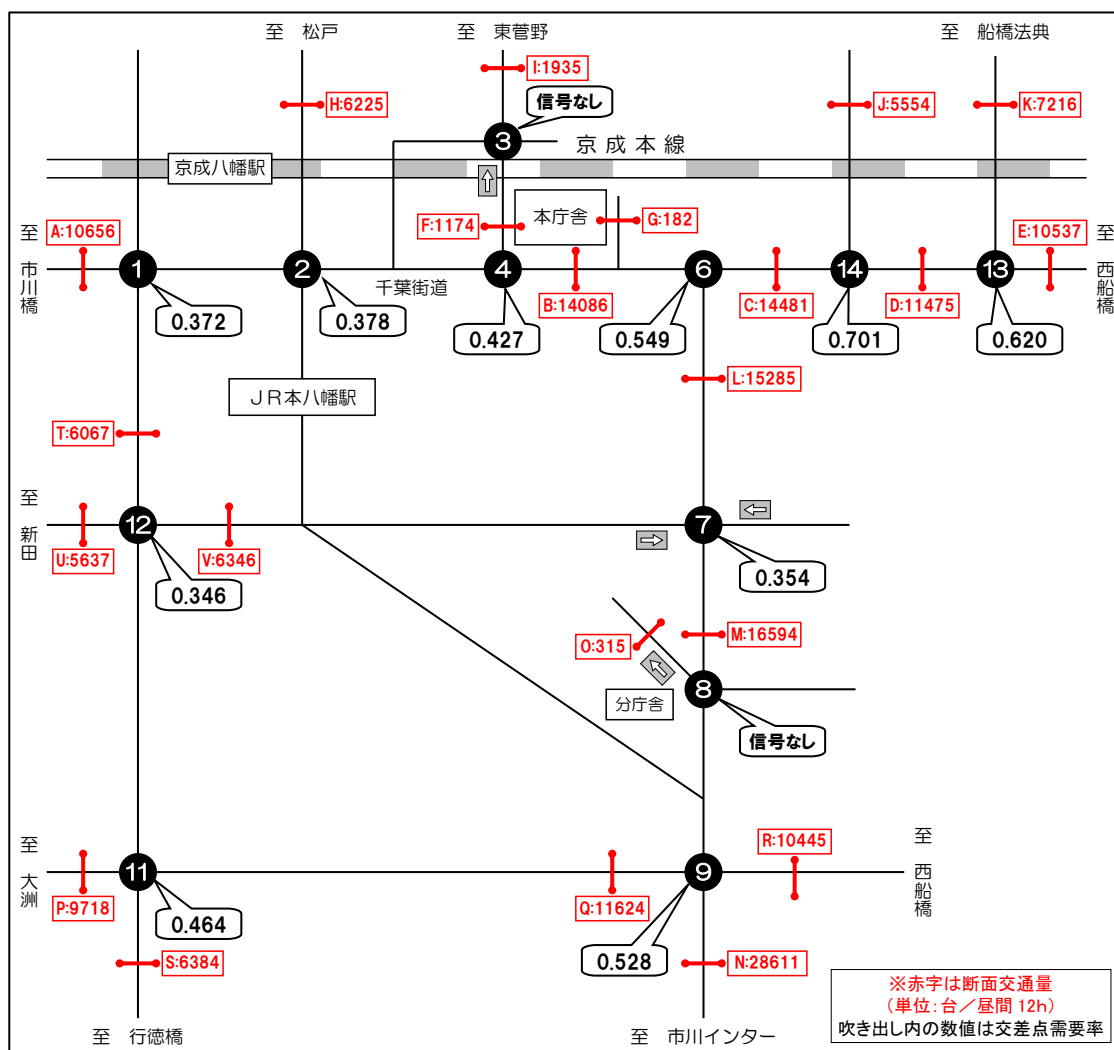 至 松戸
至 東菅野
至 船橋法典
I:1935
H:6225
信号なし
J:5554
K:7216
3
京成本線
京成八幡駅
本庁舎
F:1174
G:182
至 市川橋
A:10656
E:10537
至 西船橋
1
2
4
6
14
13
千葉街道
B:14086
C:14481
D:11475
0.372
0.378
0.427
0.549
0.701
0.620
L:15285
JR本八幡駅
T:6067
至 新田
12
7
U:5637
V:6346
0.346
0.354
O:315
M:16594
8
分庁舎
信号なし
至 大洲
R:10445
至 西船橋
11
9
P:9718
Q:11624
0.464
0.528
S:6384
N:28611
※赤字は断面交通量
(単位:台/昼間 12h)
吹き出し内の数値は交差点需要率
至 行徳橋
至 市川インター